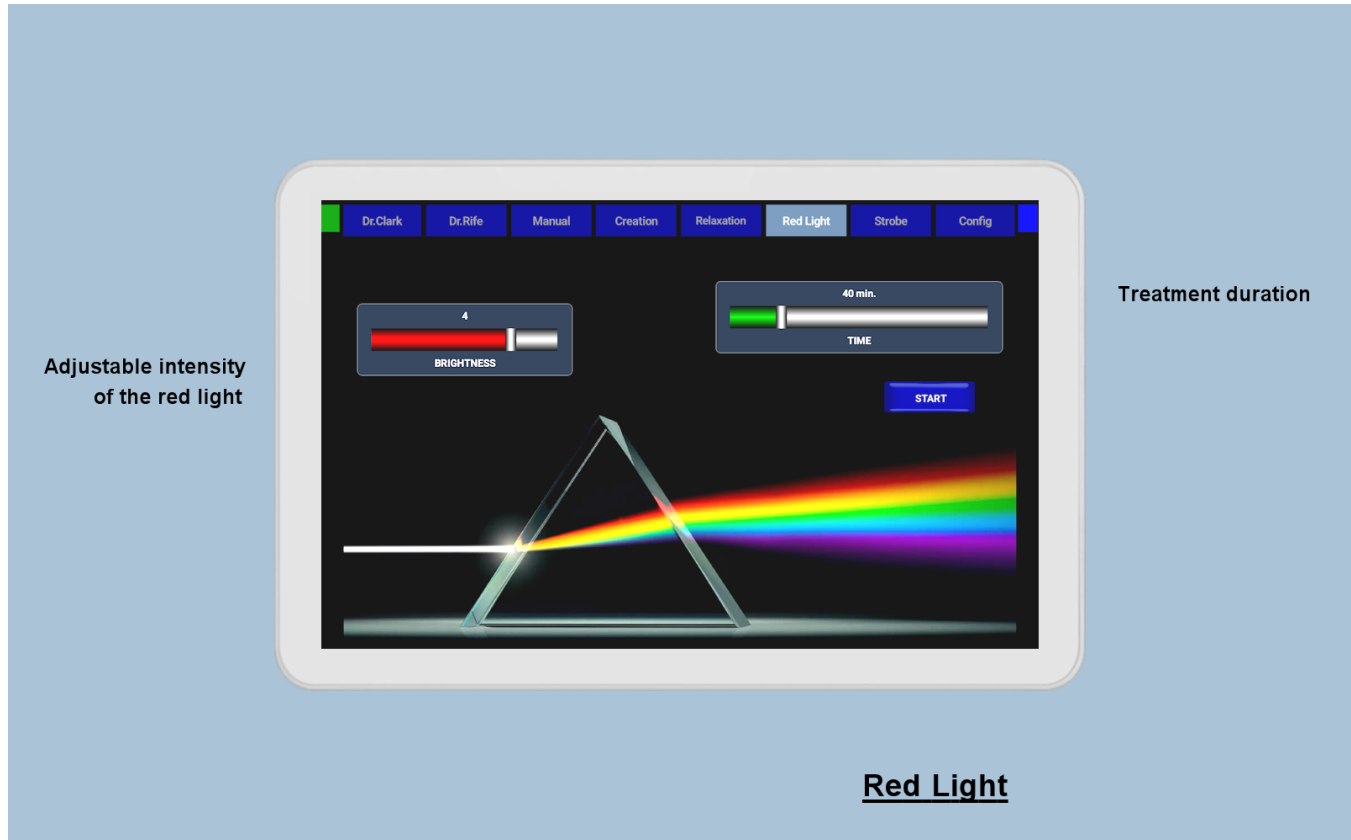 Dr.Clark Dr.Rife Manual Creation Relaxation Red Light Strobe Config
40 min.
TIME
Treatment duration
4
BRIGHTNESS
Adjustable intensity
of the red light
START
Red Light